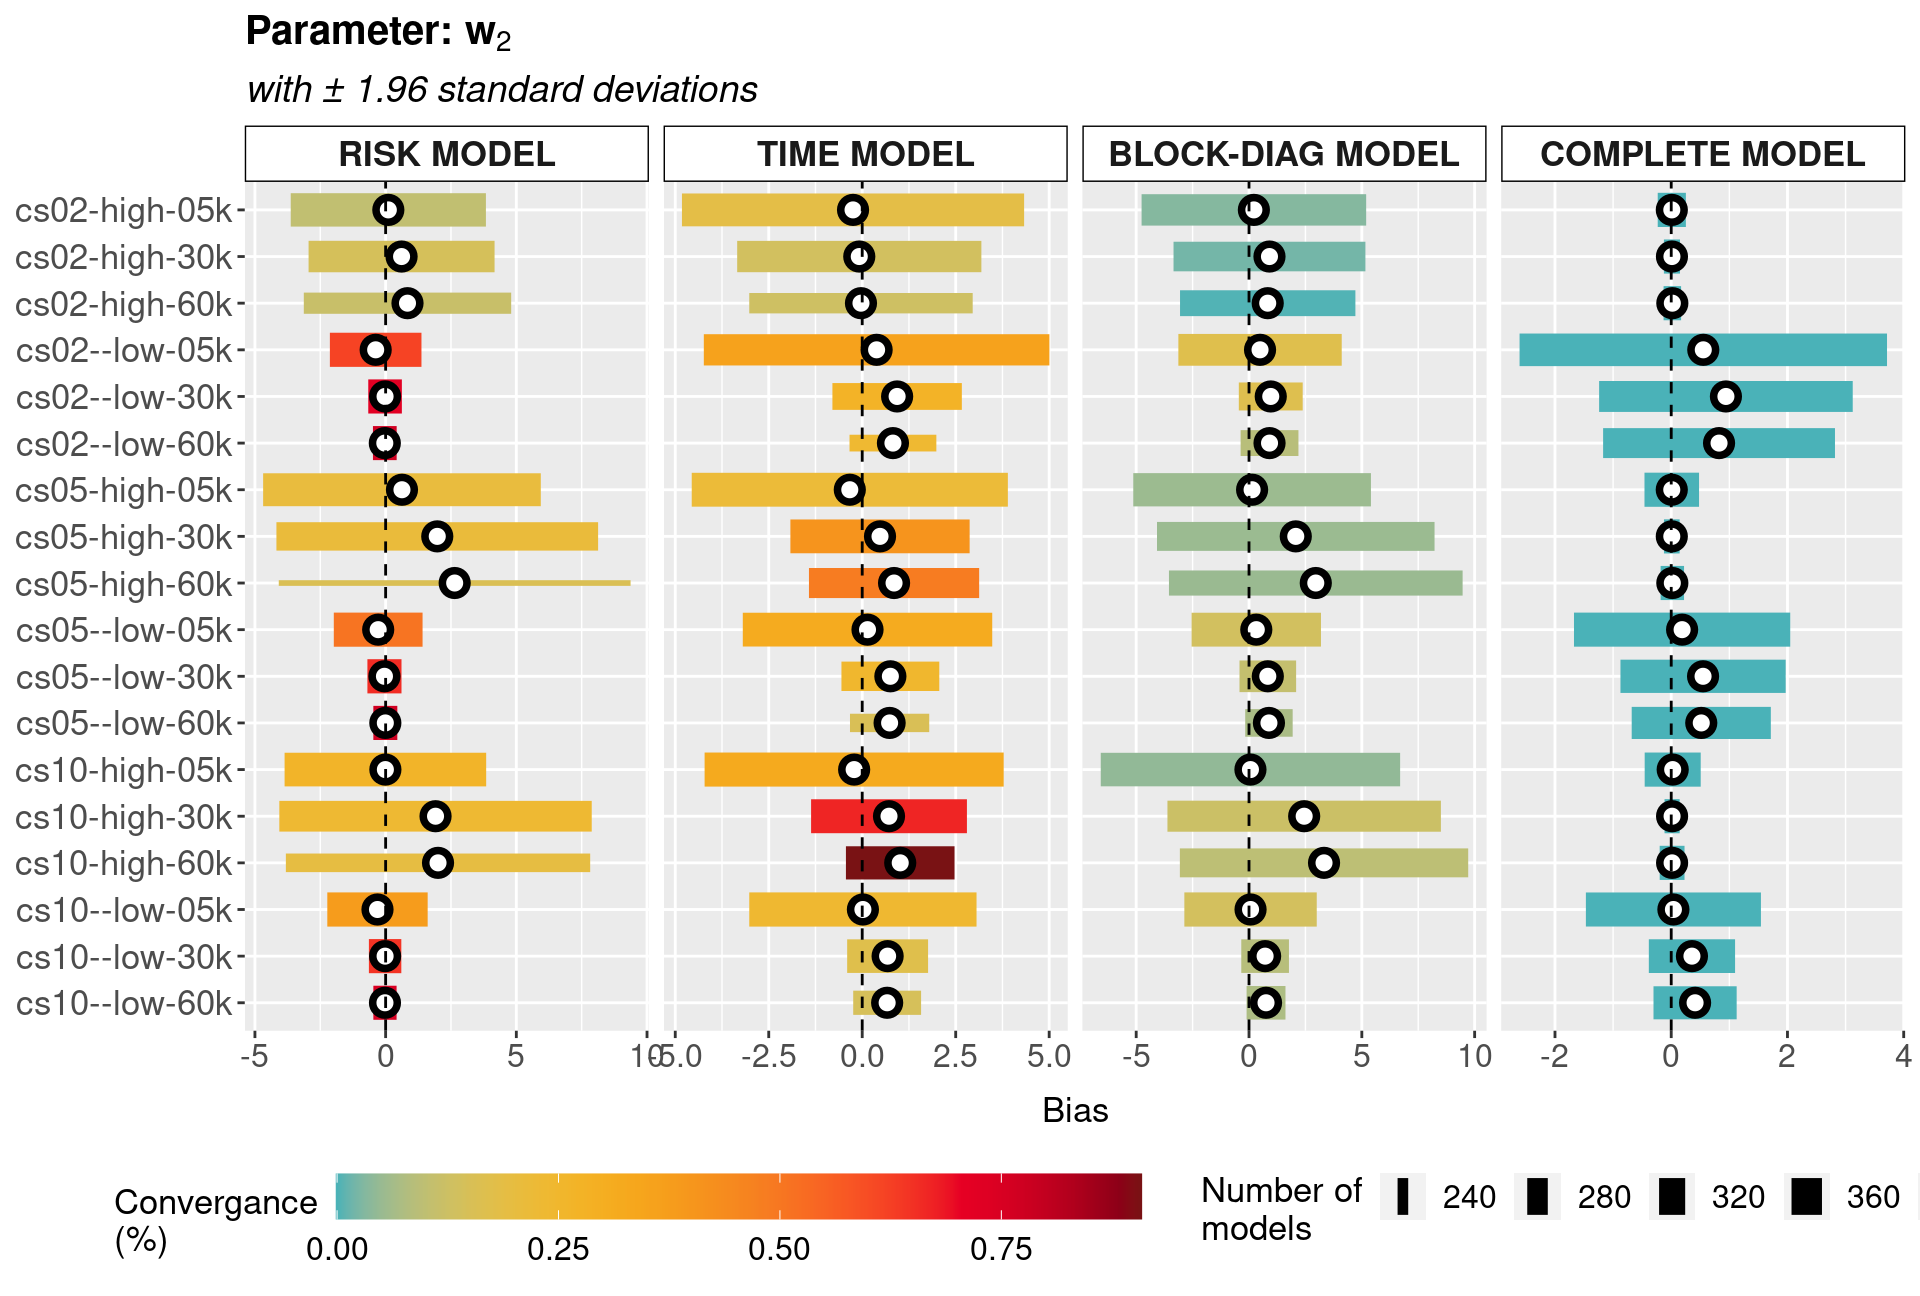 Parameter: w2
with ± 1.96 standard deviations
RISK MODEL
TIME MODEL
BLOCK-DIAG MODEL
COMPLETE MODEL
cs02-high-05k
cs02-high-30k
cs02-high-60k
cs02--low-05k
cs02--low-30k
cs02--low-60k
cs05-high-05k
cs05-high-30k
cs05-high-60k
cs05--low-05k
cs05--low-30k
cs05--low-60k
cs10-high-05k
cs10-high-30k
cs10-high-60k
cs10--low-05k
cs10--low-30k
cs10--low-60k
-5 0 5 10
-5.0 -2.5 0.0 2.5 5.0
-5 0 5 10
-2 0 2 4
Bias
Convergance
(%)
0.00 0.25 0.50 0.75
Number of
models
240 280 320 360